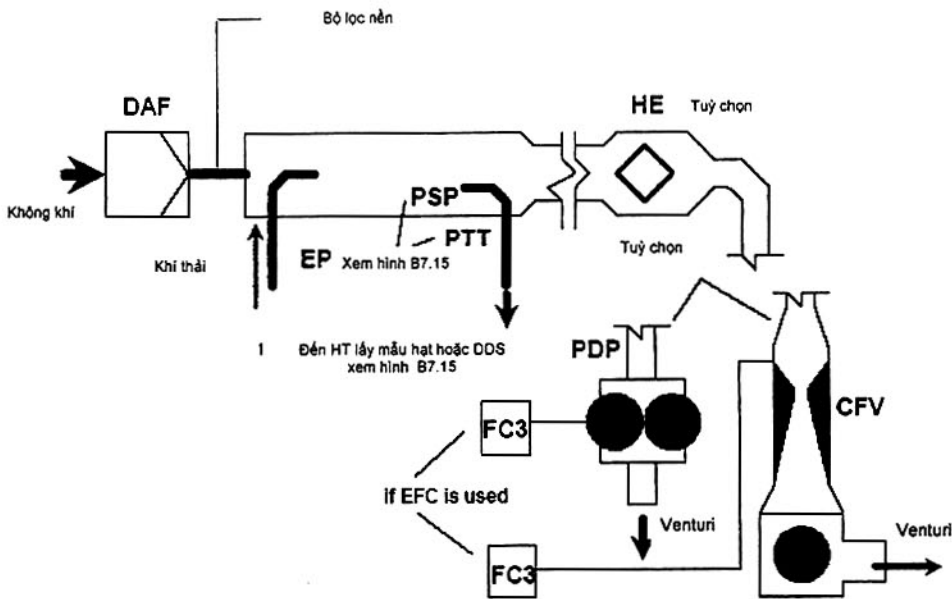 Bộ lọc nền
DAF
HE
Tuỳ chọn
Không khí
PSP
PTT
Khí thải
EP
Xem hình B7.15
Tuỳ chọn
1
Đến HT lấy mẫu hạt hoặc DDS
xem hình B7.15
PDP
CFV
FC3
if EFC is used
Venturi
Venturi
FC3